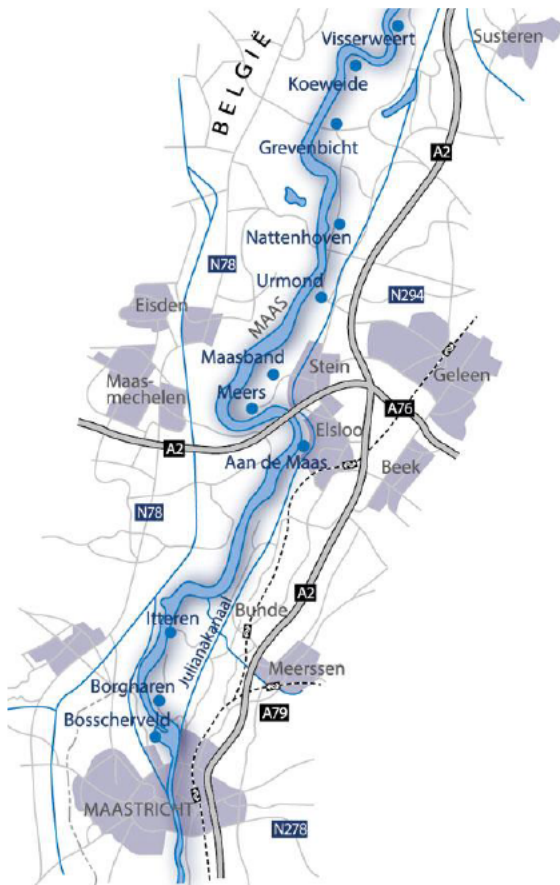 Visserweert
Susteren
BELGIË
Koeweide
Grevenbicht
A2
Nattenhoven
N78
Urmond
N294
Eisden
MAAS
Maasband
Stein
Geleen
Maas-
mechelen
Meers
A76
Elsloo
A2
Aan de Maas
Beek
N78
A2
Julianakanaal
Bunde
Itteren
Meerssen
Borgharen
A79
Bosscherveld
MAASTRICHT
N278